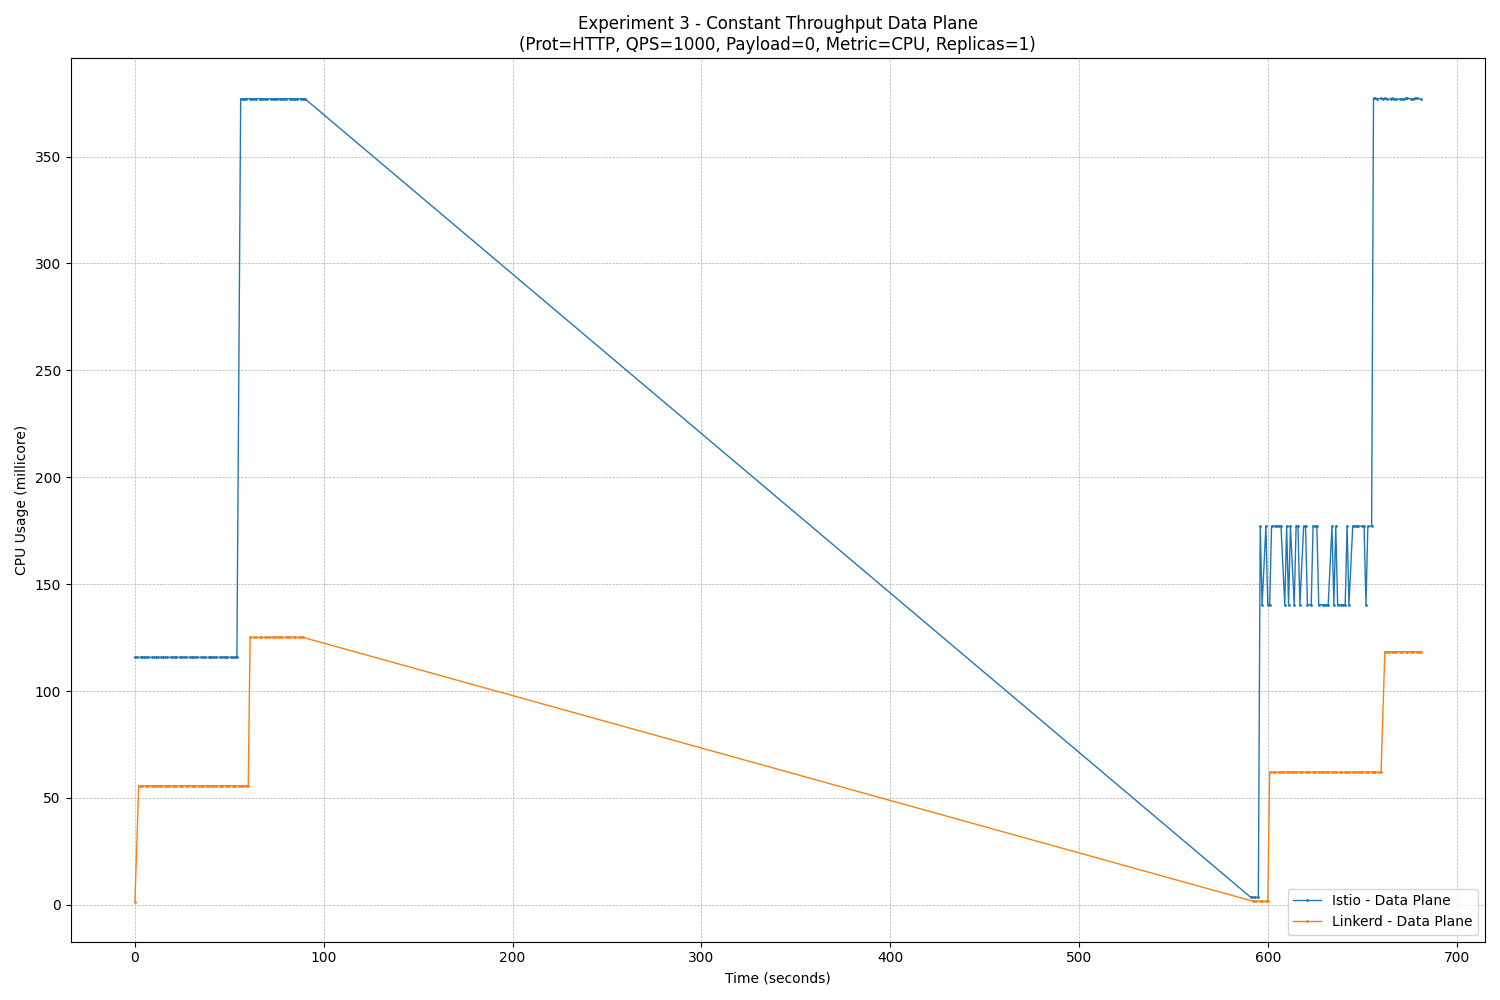 Experiment 3 - Constant Throughput Data Plane
(Prot=HTTP, QPS=1000, Payload=0, Metric=CPU, Replicas=1)
CPU Usage (millicore)
350
300
250
200
150
100
50
0
0 100 200 300 400 500 600 700
Time (seconds)
Istio - Data Plane
Linkerd - Data Plane